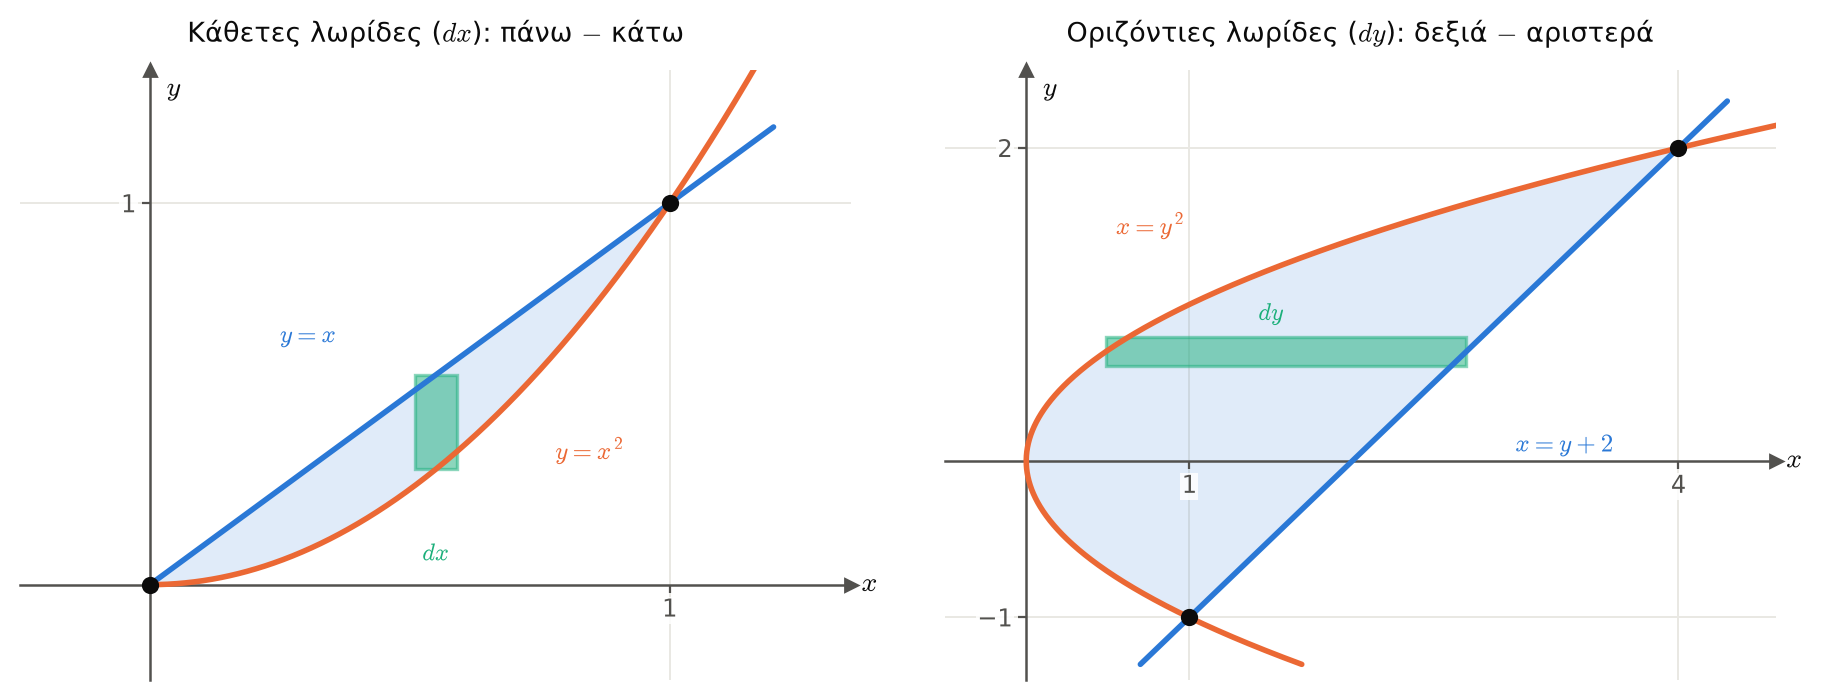 Κάθετες λωρίδες (dx): πάνω − κάτω
y
1
y = x
y = x²
dx
x
1
Οριζόντιες λωρίδες (dy): δεξιά − αριστερά
y
2
x = y²
dy
x = y + 2
x
1
4
−1